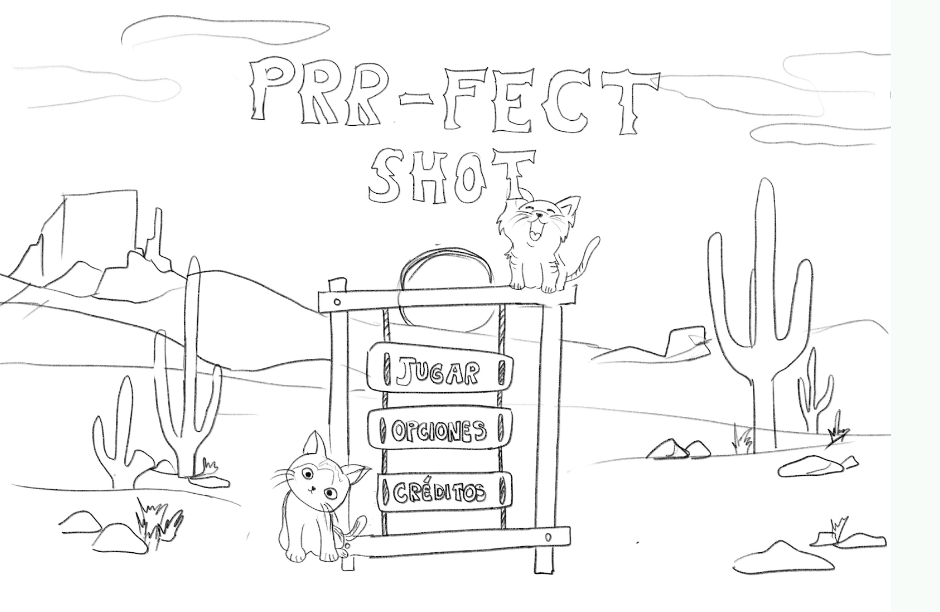 PRR-FECT
SHOT
JUGAR
OPCIONES
CRÉDITOS